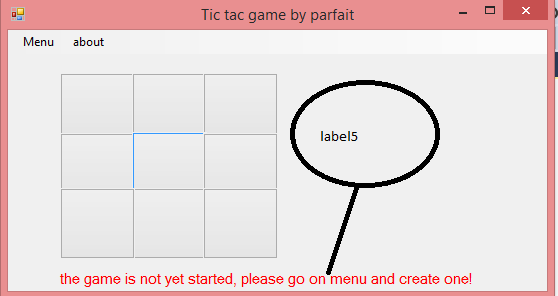 Tic tac game by parfait
Menu about
label5
the game is not yet started, please go on menu and create one!